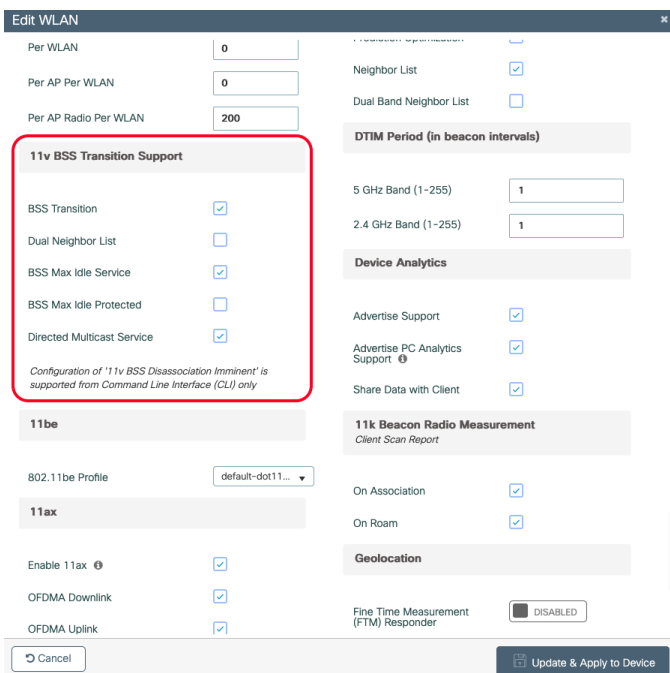 Edit WLAN
Per WLAN
0
Per AP Per WLAN
0
Per AP Radio Per WLAN
200
11v BSS Transition Support
BSS Transition
Dual Neighbor List
BSS Max Idle Service
BSS Max Idle Protected
Directed Multicast Service
Configuration of '11v BSS Disassociation Imminent' is
supported from Command Line Interface (CLI) only
11be
802.11be Profile
default-dot11...
11ax
Enable 11ax
OFDMA Downlink
OFDMA Uplink
Neighbor List
Dual Band Neighbor List
DTIM Period (in beacon intervals)
5 GHz Band (1-255)
1
2.4 GHz Band (1-255)
1
Device Analytics
Advertise Support
Advertise PC Analytics
Support
Share Data with Client
11k Beacon Radio Measurement
Client Scan Report
On Association
On Roam
Geolocation
Fine Time Measurement
(FTM) Responder
DISABLED
Cancel
Update & Apply to Device